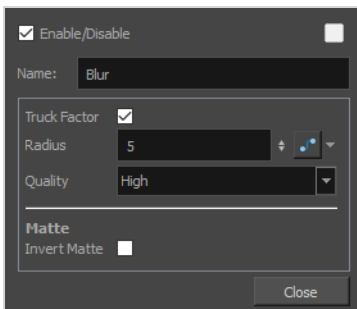 Enable/Disable
Name: Blur
Truck Factor
Radius 5
Quality High
Matte
Invert Matte
Close